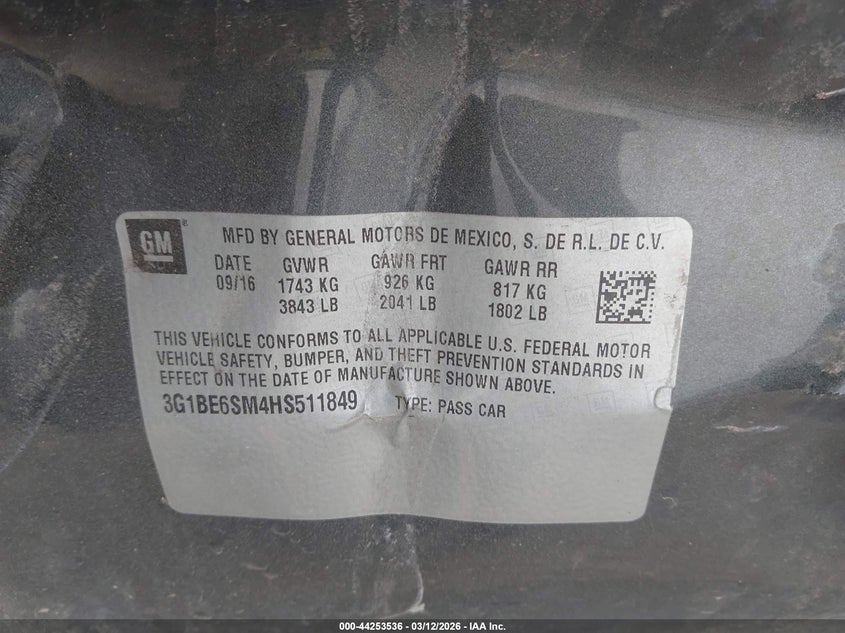 GM ®
MFD BY GENERAL MOTORS DE MEXICO, S. DE R.L. DE C.V.
DATE GVWR GAWR FRT GAWR RR
09/16 1743 KG 926 KG 817 KG
3843 LB 2041 LB 1802 LB
THIS VEHICLE CONFORMS TO ALL APPLICABLE U.S. FEDERAL MOTOR
VEHICLE SAFETY, BUMPER, AND THEFT PREVENTION STANDARDS IN
EFFECT ON THE DATE OF MANUFACTURE SHOWN ABOVE.
3G1BE6SM4HS511849 TYPE: PASS CAR
000-44253536 - 03/12/2026 - IAA Inc.